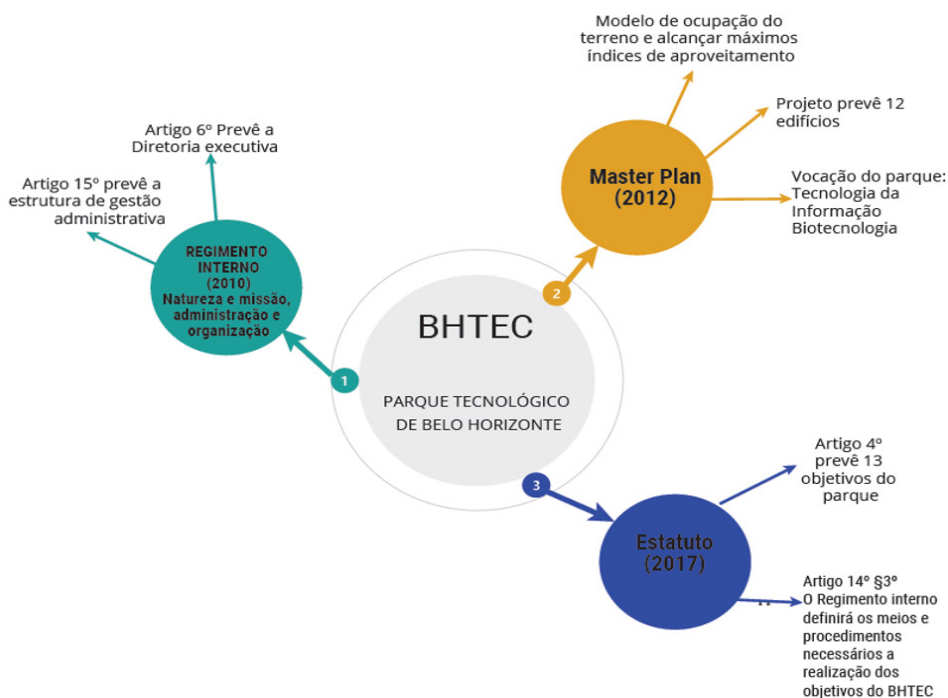 BHTEC
PARQUE TECNOLÓGICO
DE BELO HORIZONTE
1
REGIMENTO
INTERNO
(2010)
Natureza e missão,
administração e
organização
Artigo 6º Prevê a
Diretoria executiva
Artigo 15º prevê a
estrutura de gestão
administrativa
2
Master Plan
(2012)
Modelo de ocupação do
terreno e alcançar máximos
índices de aproveitamento
Projeto prevê 12
edifícios
Vocação do parque:
Tecnologia da
Informação
Biotecnologia
3
Estatuto
(2017)
Artigo 4º
prevê 13
objetivos do
parque
Artigo 14º §3º
O Regimento interno
definirá os meios e
procedimentos
necessários a
realização dos
objetivos do BHTEC